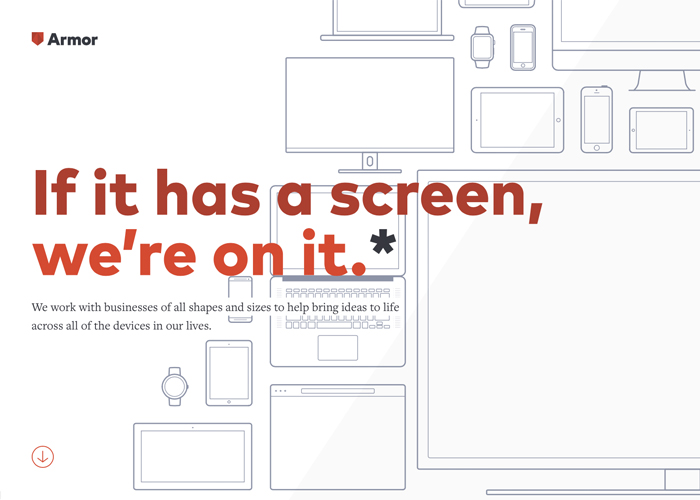 Armor
If it has a screen,
we're on it.*
We work with businesses of all shapes and sizes to help bring ideas to life
across all of the devices in our lives.